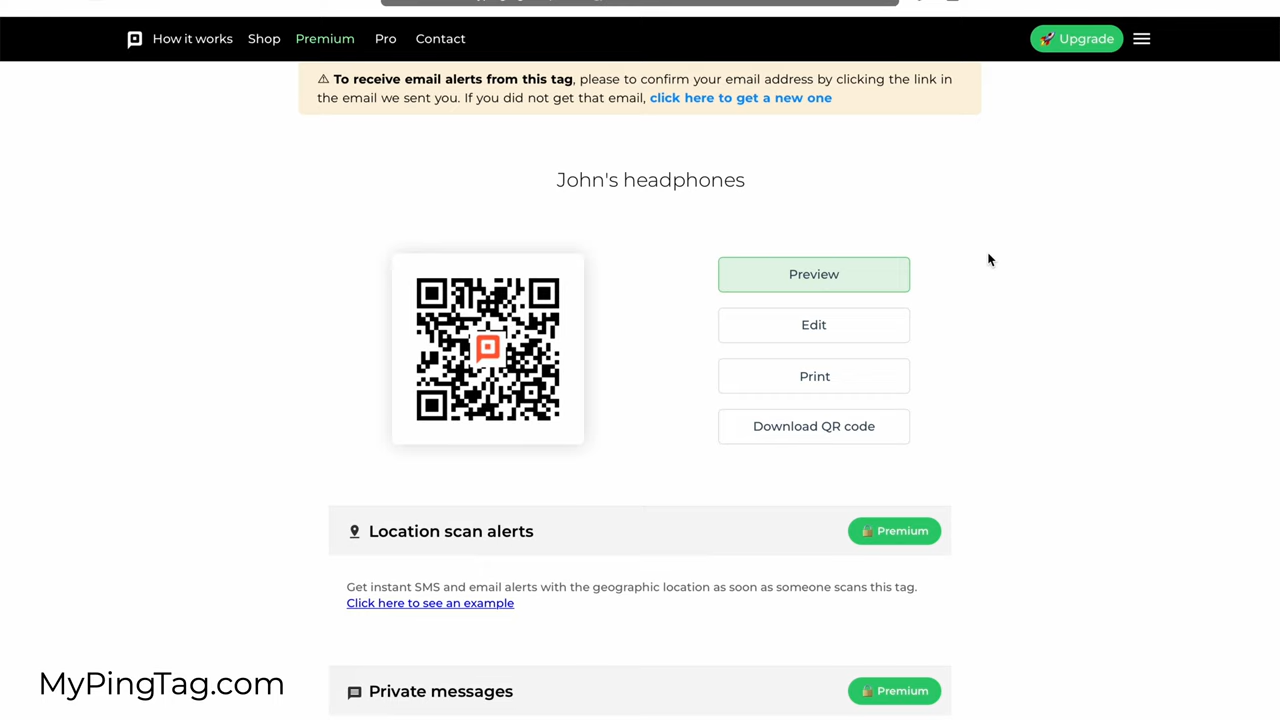 How it works Shop Premium Pro Contact 🚀 Upgrade
⚠ To receive email alerts from this tag, please to confirm your email address by clicking the link in
the email we sent you. If you did not get that email, click here to get a new one
John's headphones
Preview
Edit
Print
Download QR code
Location scan alerts Premium
Get instant SMS and email alerts with the geographic location as soon as someone scans this tag.
Click here to see an example
Private messages Premium
MyPingTag.com